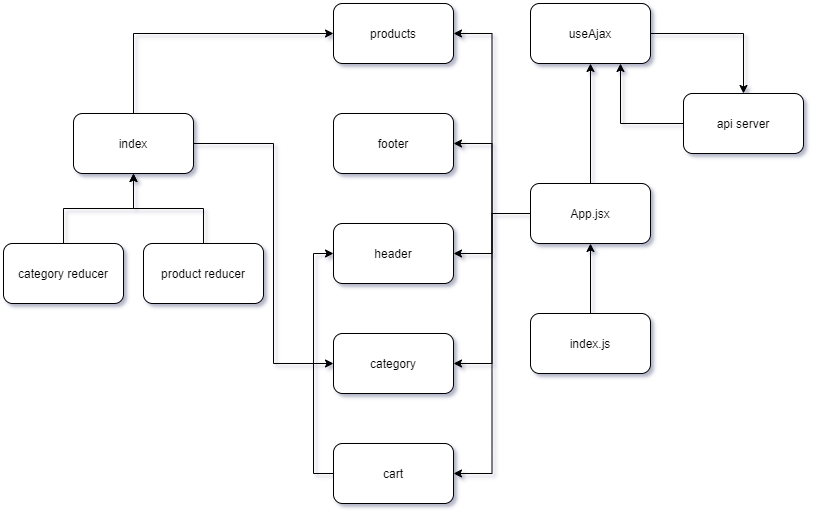 products
useAjax
api server
index
footer
App.jsx
header
category reducer
product reducer
index.js
category
cart